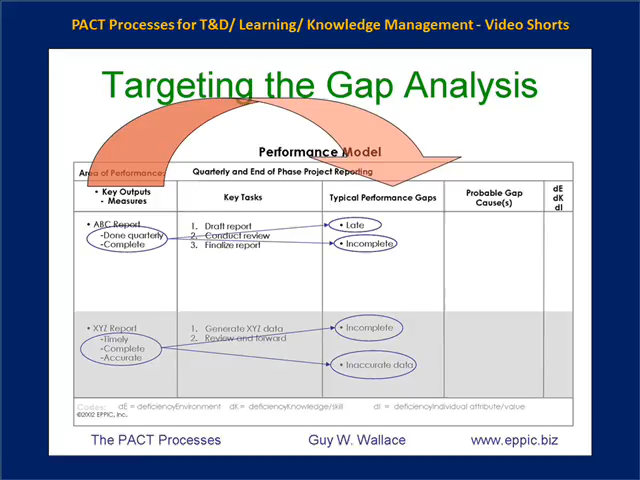 PACT Processes for T&D/ Learning/ Knowledge Management - Video Shorts
Targeting the Gap Analysis
Performance Model
Area of Performance: Quarterly and End of Phase Project Reporting
• Key Outputs
- Measures
Key Tasks
Typical Performance Gaps
Probable Gap
Cause(s)
dE
dK
dI
• ABC Report
-Done quarterly
-Complete
1. Draft report
2. Conduct review
3. Finalize report
• Late
• Incomplete
• XYZ Report
-Timely
-Complete
-Accurate
1. Generate XYZ data
2. Review and forward
• Incomplete
• Inaccurate data
Codes: dE = deficiencyEnvironment dK = deficiencyKnowledge/skill dI = deficiencyIndividual attribute/value
©2002 EPPIC, Inc.
The PACT Processes Guy W. Wallace www.eppic.biz